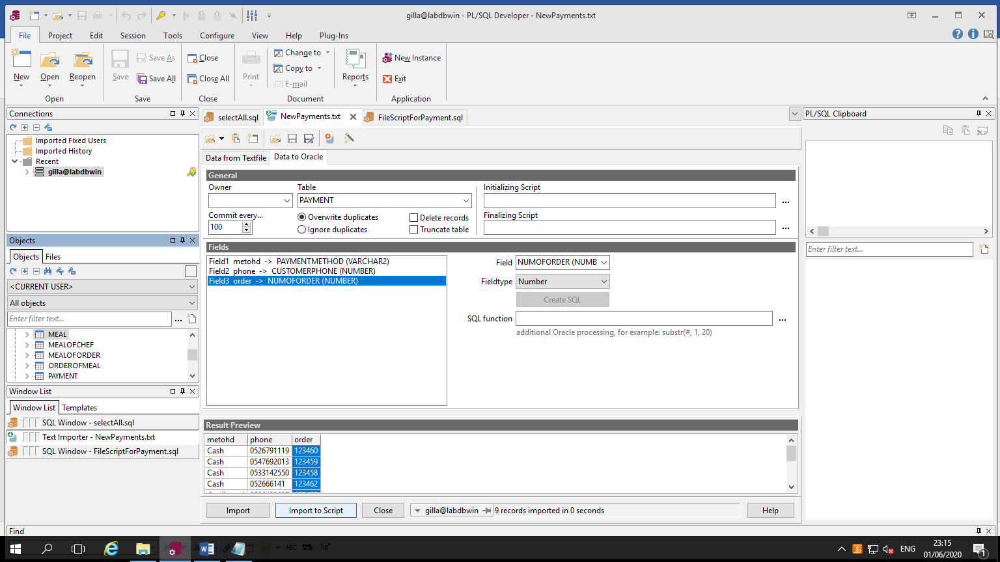 gilla@labdbwin - PL/SQL Developer - NewPayments.txt
File Project Edit Session Tools Configure View Help Plug-Ins
New
Open
Reopen
Open
Save
Save As
Save All
Save
Close
Close All
Close
Print
Change to
Copy to
E-mail
Document
Reports
New Instance
Exit
Application
Connections
Imported Fixed Users
Imported History
Recent
gilla@labdbwin
Objects
Objects Files
<CURRENT USER>
All objects
Enter filter text...
MEAL
MEALOFCHEF
MEALOFORDER
ORDEROFMEAL
PAYMENT
Window List
Window List Templates
SQL Window - selectAll.sql
Text Importer - NewPayments.txt
SQL Window - FileScriptForPayment.sql
selectAll.sql NewPayments.txt FileScriptForPayment.sql
Data from Textfile Data to Oracle
General
Owner Table Initializing Script
PAYMENT
Commit every... Overwrite duplicates Delete records Finalizing Script
100 Ignore duplicates Truncate table
Fields
Field1 metohd -> PAYMENTMETHOD (VARCHAR2)
Field2 phone -> CUSTOMERPHONE (NUMBER)
Field3 order -> NUMOFORDER (NUMBER)
Field NUMOFORDER (NUMB
Fieldtype Number
Create SQL
SQL function
additional Oracle processing, for example: substr(#, 1, 20)
Result Preview
metohd phone order
Cash 0526791119 123460
Cash 0547692013 123459
Cash 0533142550 123458
Cash 052666141 123462
Import Import to Script Close gilla@labdbwin 9 records imported in 0 seconds Help
PL/SQL Clipboard
Enter filter text...
Find
ABC "AB"
ENG
23:15
01/06/2020
1